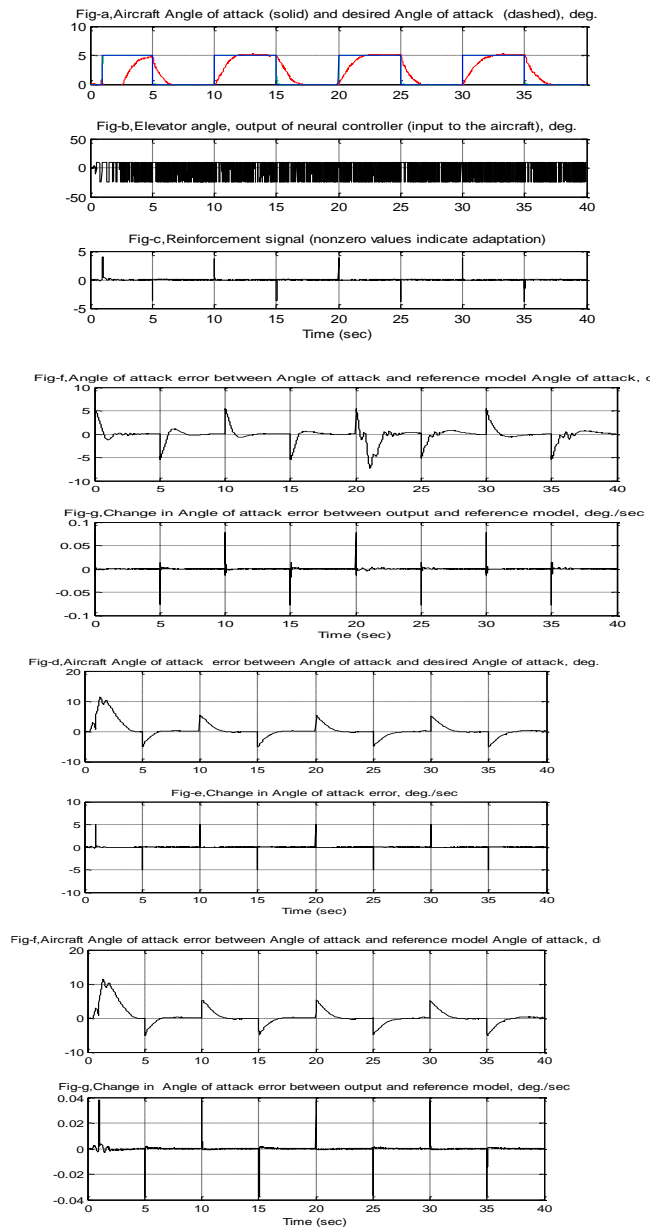 Fig-a,Aircraft Angle of attack (solid) and desired Angle of attack  (dashed), deg.
10
5
0
0 5 10 15 20 25 30 35 40
Fig-b,Elevator angle, output of neural controller (input to the aircraft), deg.
50
0
-50
0 5 10 15 20 25 30 35 40
Fig-c,Reinforcement signal (nonzero values indicate adaptation)
5
0
-5
0 5 10 15 20 25 30 35 40
Time (sec)
Fig-f,Angle of attack error between Angle of attack and reference model Angle of attack, d
10
5
0
-5
-10
0 5 10 15 20 25 30 35 40
Fig-g,Change in Angle of attack error between output and reference model, deg./sec
0.1
0.05
0
-0.05
-0.1
0 5 10 15 20 25 30 35 40
Time (sec)
Fig-d,Aircraft Angle of attack  error between Angle of attack and desired Angle of attack, deg.
20
10
0
-10
0 5 10 15 20 25 30 35 40
Fig-e,Change in Angle of attack error, deg./sec
10
5
0
-5
-10
0 5 10 15 20 25 30 35 40
Time (sec)
Fig-f,Aircraft Angle of attack error between Angle of attack and reference model Angle of attack, d
20
10
0
-10
0 5 10 15 20 25 30 35 40
Fig-g,Change in  Angle of attack error between output and reference model, deg./sec
0.04
0.02
0
-0.02
-0.04
0 5 10 15 20 25 30 35 40
Time (sec)